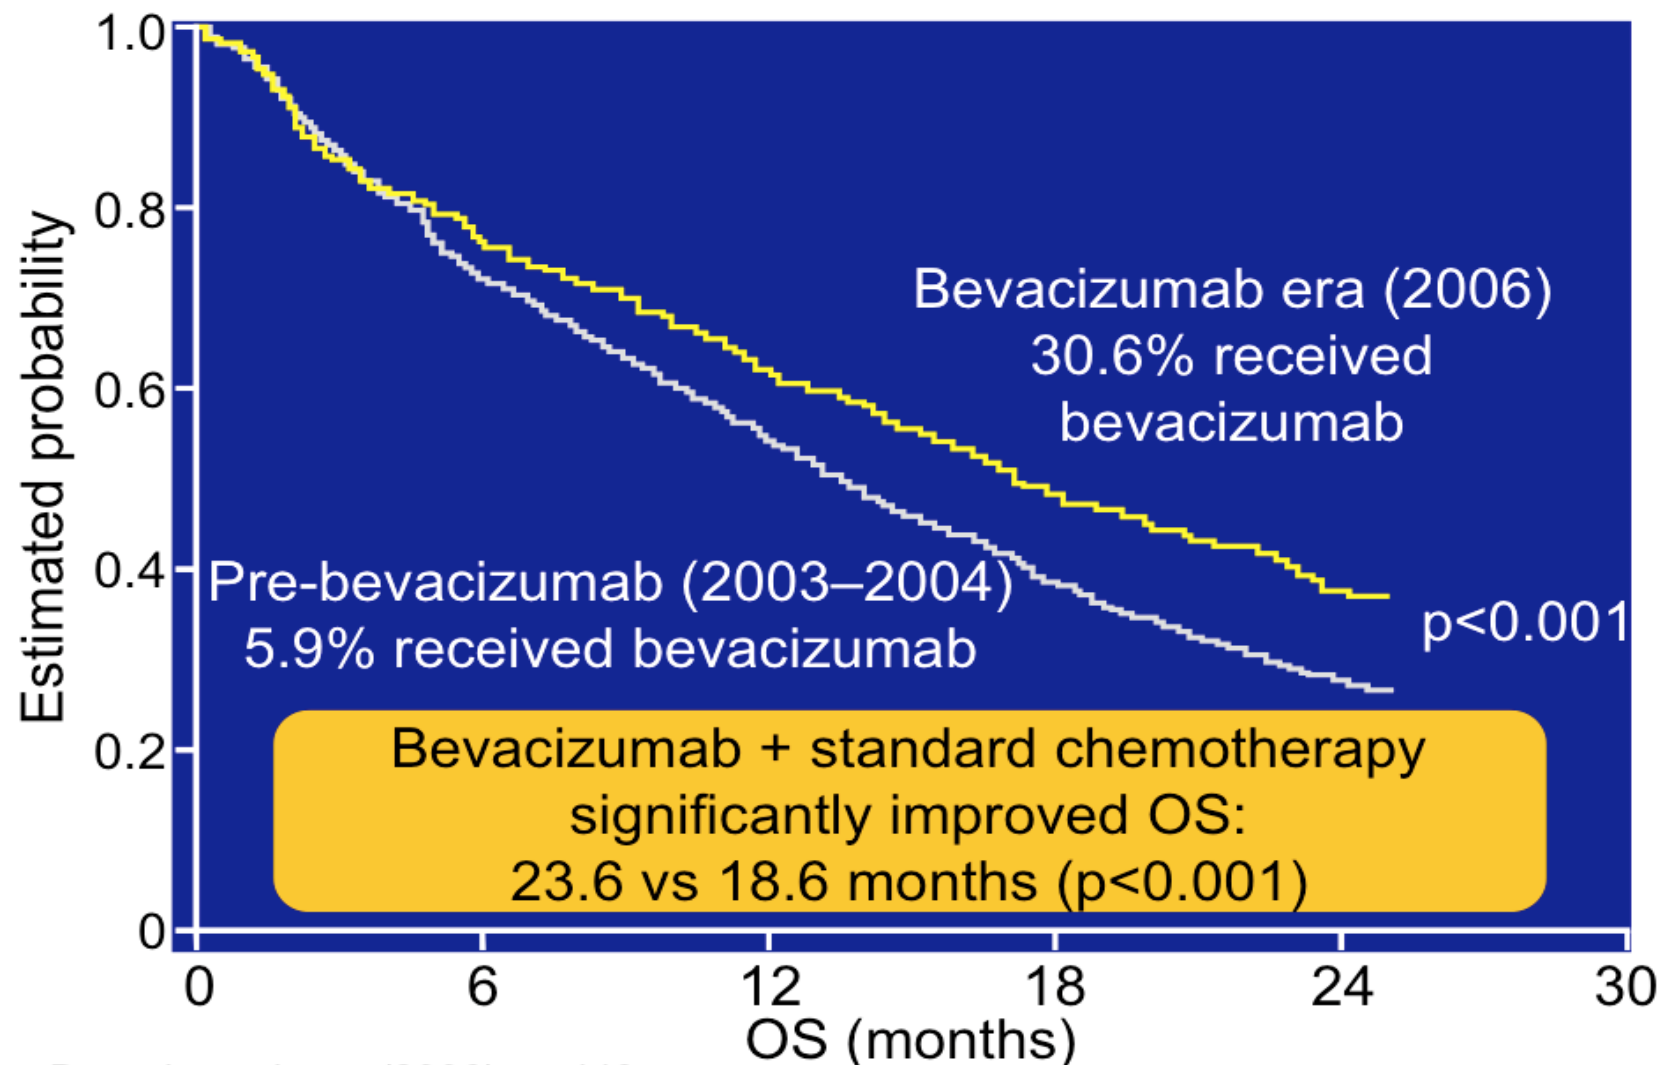 1.0
0.8
0.6
0.4
0.2
0
Estimated probability
Bevacizumab era (2006)
30.6% received
bevacizumab
Pre-bevacizumab (2003–2004)
5.9% received bevacizumab
p<0.001
Bevacizumab + standard chemotherapy
significantly improved OS:
23.6 vs 18.6 months (p<0.001)
0 6 12 18 24 30
OS (months)